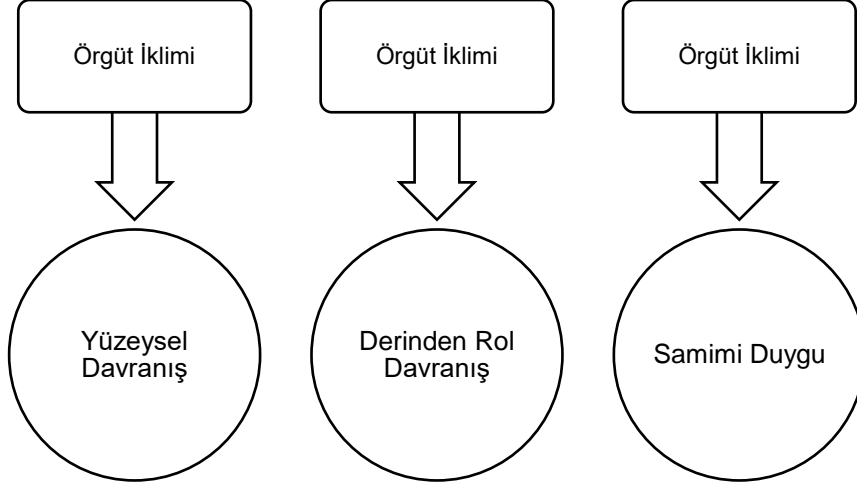 Örgüt İklimi
Örgüt İklimi
Örgüt İklimi
Yüzeysel
Davranış
Derinden Rol
Davranış
Samimi Duygu